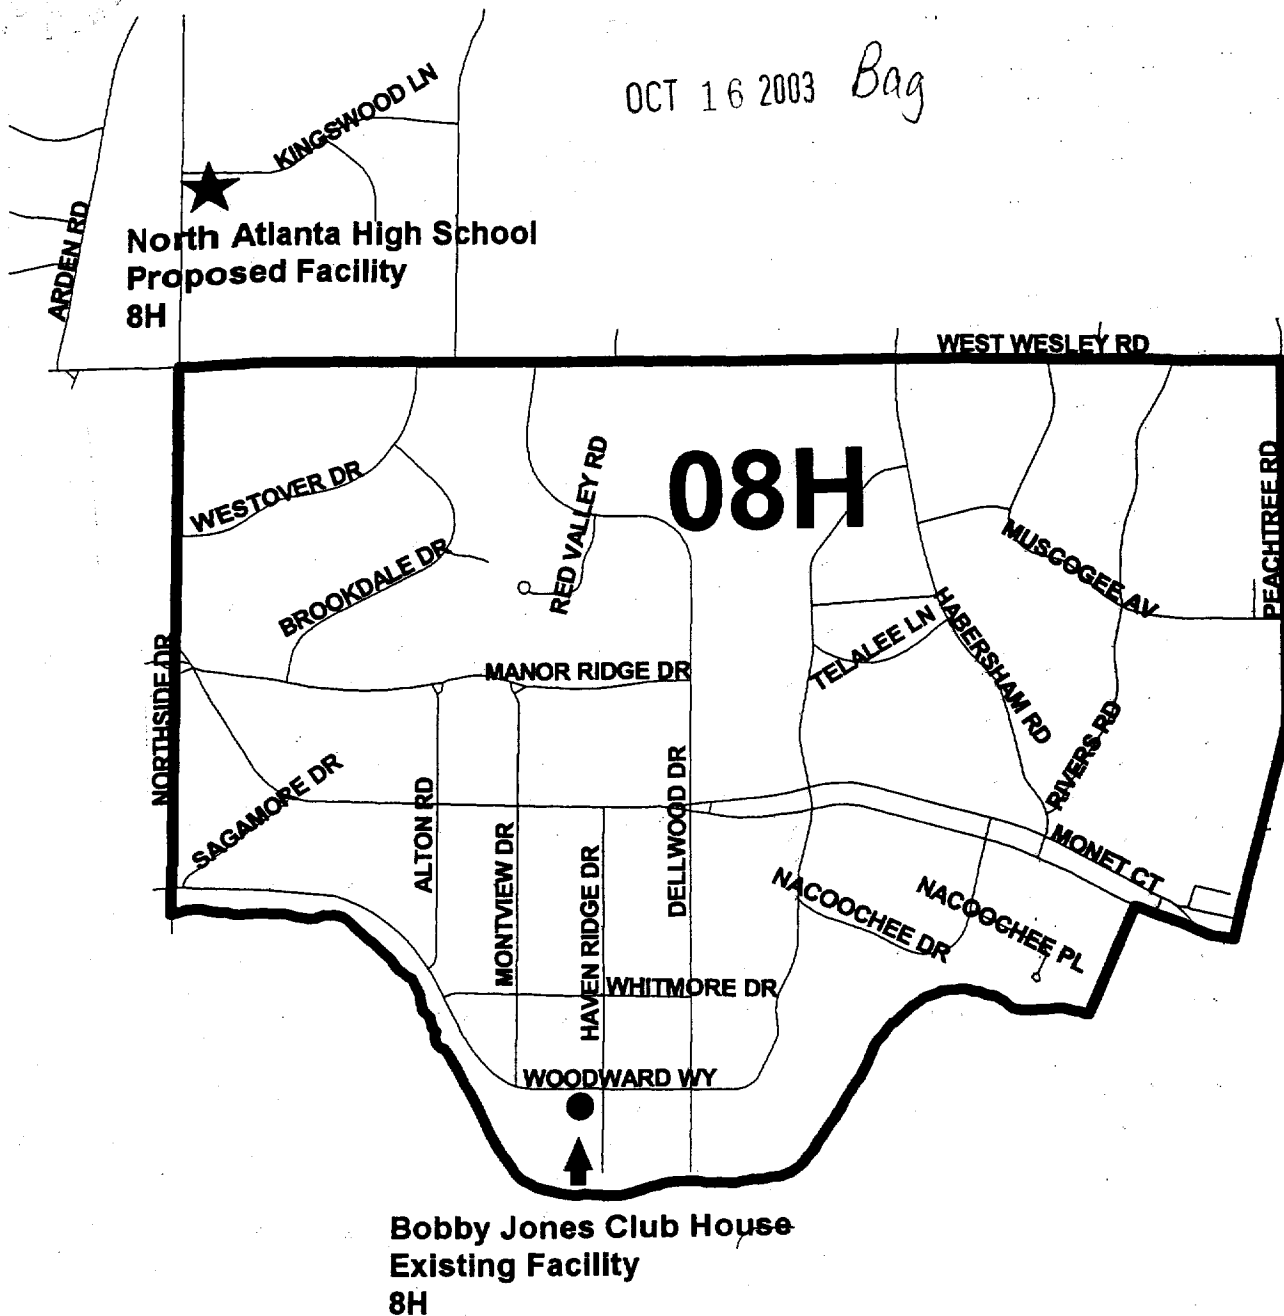 OCT 16 2003 Bag
KINGSWOOD LN
ARDEN RD
North Atlanta High School
Proposed Facility
8H
WEST WESLEY RD
08H
WESTOVER DR
RED VALLEY RD
PEACHTREE RD
MUSCOGEE AV
BROOKDALE DR
HABERSHAM RD
TELALEE LN
NORTHSIDE DR
MANOR RIDGE DR
RIVERS RD
SAGAMORE DR
ALTON RD
DELLWOOD DR
MONTVIEW DR
HAVEN RIDGE DR
MONET CT
NACOOCHEE DR
NACOOCHEE PL
WHITMORE DR
WOODWARD WY
Bobby Jones Club House
Existing Facility
8H